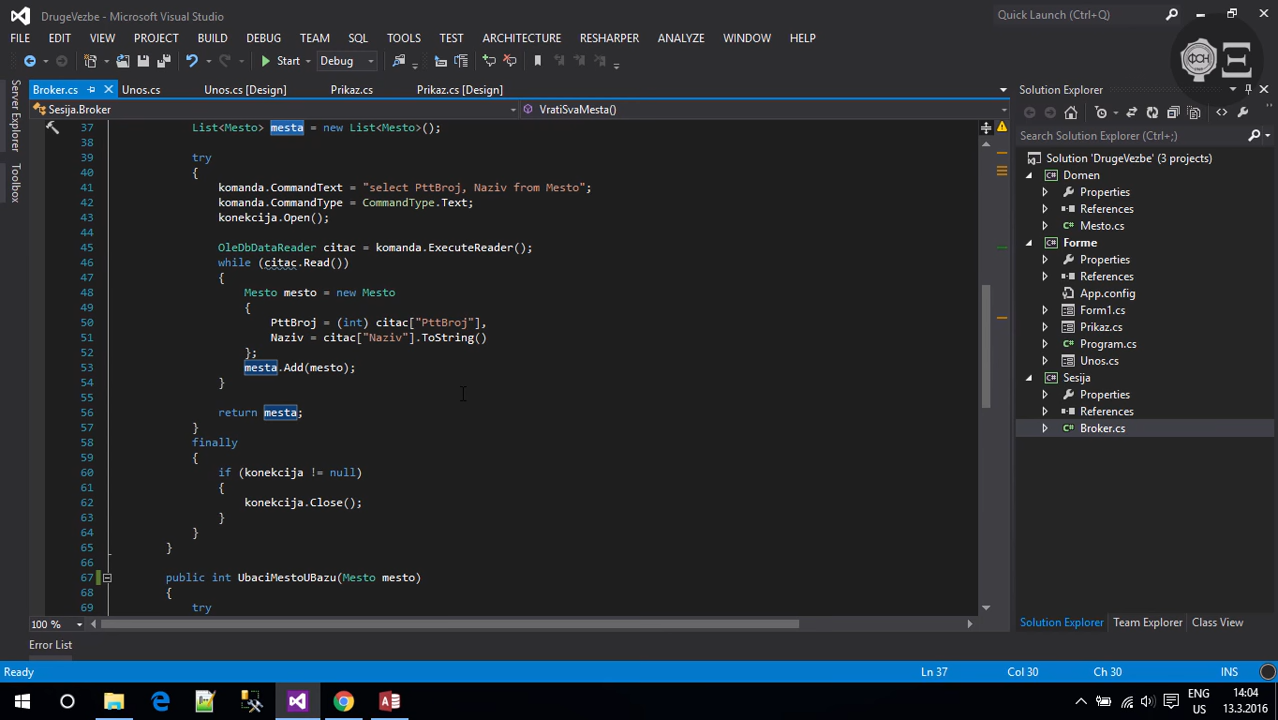 DrugeVezbe - Microsoft Visual Studio
Quick Launch (Ctrl+Q)
FILE EDIT VIEW PROJECT BUILD DEBUG TEAM SQL TOOLS TEST ARCHITECTURE RESHARPER ANALYZE WINDOW HELP
Start Debug
ФОН
Server Explorer
Toolbox
Broker.cs Unos.cs Unos.cs [Design] Prikaz.cs Prikaz.cs [Design]
Sesija.Broker VratiSvaMesta()
37 List<Mesto> mesta = new List<Mesto>();
38
39 try
40 {
41 komanda.CommandText = "select PttBroj, Naziv from Mesto";
42 komanda.CommandType = CommandType.Text;
43 konekcija.Open();
44
45 OleDbDataReader citac = komanda.ExecuteReader();
46 while (citac.Read())
47 {
48 Mesto mesto = new Mesto
49 {
50 PttBroj = (int) citac["PttBroj"],
51 Naziv = citac["Naziv"].ToString()
52 };
53 mesta.Add(mesto);
54 }
55
56 return mesta;
57 }
58 finally
59 {
60 if (konekcija != null)
61 {
62 konekcija.Close();
63 }
64 }
65 }
66
67 public int UbaciMestoUBazu(Mesto mesto)
68 {
69 try
100 %
Error List
Solution Explorer
Search Solution Explorer (Ctrl+;)
Solution 'DrugeVezbe' (3 projects)
Domen
Properties
References
Mesto.cs
Forme
Properties
References
App.config
Form1.cs
Prikaz.cs
Program.cs
Unos.cs
Sesija
Properties
References
Broker.cs
Solution Explorer Team Explorer Class View
Ready Ln 37 Col 30 Ch 30 INS
ENG
US
14:04
13.3.2016